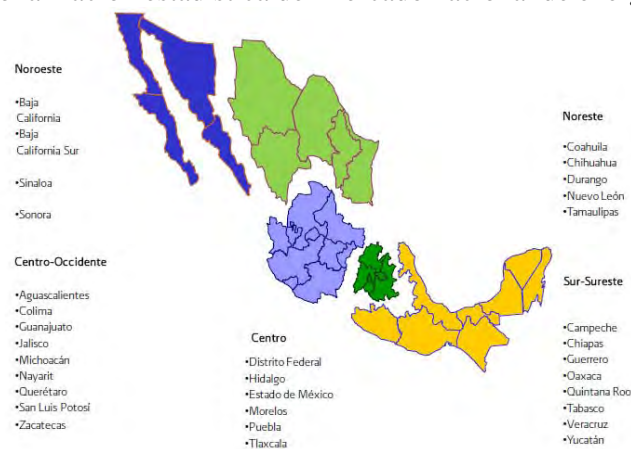 Noroeste
•Baja
California
•Baja
California Sur
•Sinaloa
•Sonora
Noreste
•Coahuila
•Chihuahua
•Durango
•Nuevo León
•Tamaulipas
Centro-Occidente
•Aguascalientes
•Colima
•Guanajuato
•Jalisco
•Michoacán
•Nayarit
•Querétaro
•San Luis Potosí
•Zacatecas
Centro
•Distrito Federal
•Hidalgo
•Estado de México
•Morelos
•Puebla
•Tlaxcala
Sur-Sureste
•Campeche
•Chiapas
•Guerrero
•Oaxaca
•Quintana Roo
•Tabasco
•Veracruz
•Yucatán